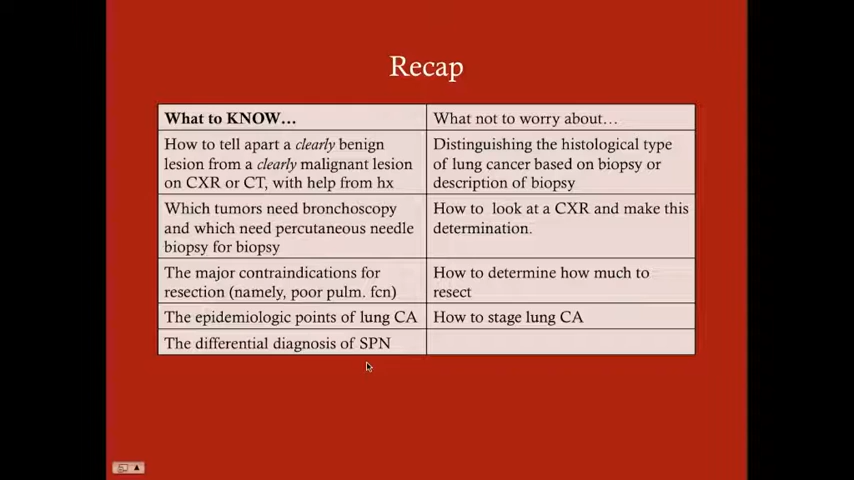 Recap
What to KNOW…
What not to worry about…
How to tell apart a clearly benign
lesion from a clearly malignant lesion
on CXR or CT, with help from hx
Distinguishing the histological type
of lung cancer based on biopsy or
description of biopsy
Which tumors need bronchoscopy
and which need percutaneous needle
biopsy for biopsy
How to look at a CXR and make this
determination.
The major contraindications for
resection (namely, poor pulm. fcn)
How to determine how much to
resect
The epidemiologic points of lung CA
How to stage lung CA
The differential diagnosis of SPN